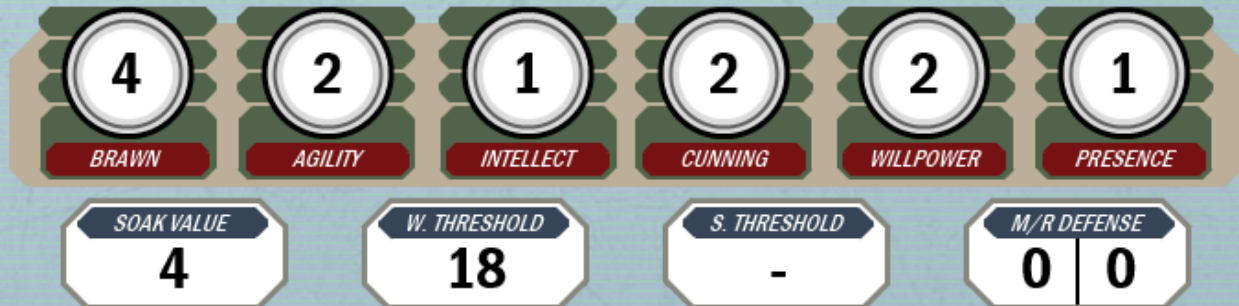 4 2 1 2 2 1
BRAWN AGILITY INTELLECT CUNNING WILLPOWER PRESENCE
SOAK VALUE W. THRESHOLD S. THRESHOLD M/R DEFENSE
4 18 - 0 0